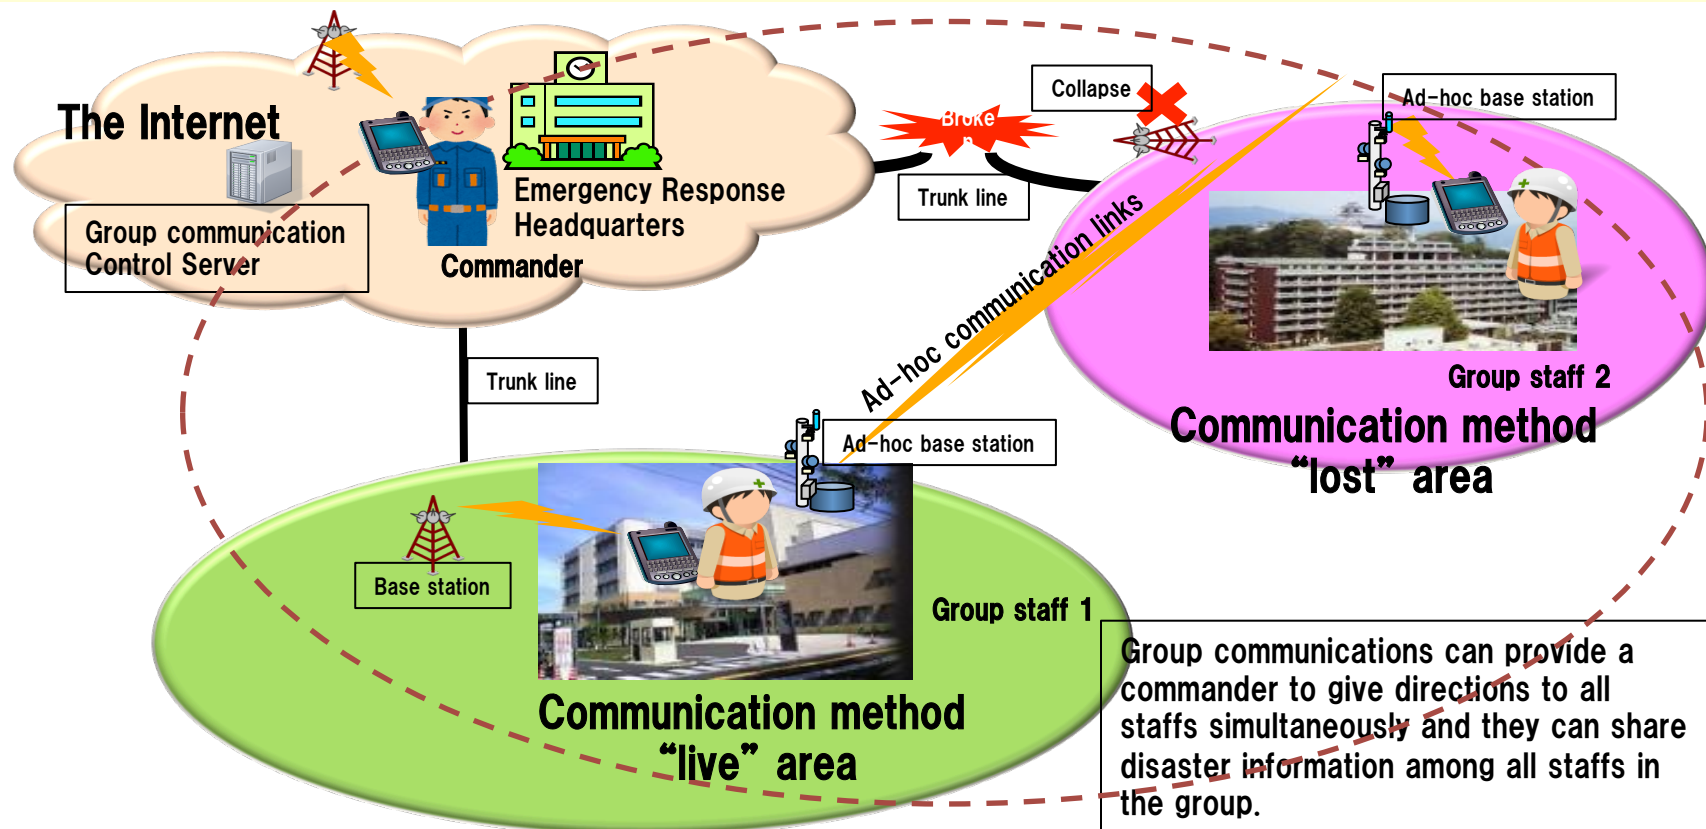 The Internet
Group communication
Control Server
Emergency Response
Headquarters
Commander
Broke
n
Trunk line
Collapse
Ad-hoc base station
Ad-hoc communication links
Group staff 2
Communication method
“lost” area
Trunk line
Ad-hoc base station
Base station
Group staff 1
Communication method
“live” area
Group communications can provide a
commander to give directions to all
staffs simultaneously and they can share
disaster information among all staffs in
the group.